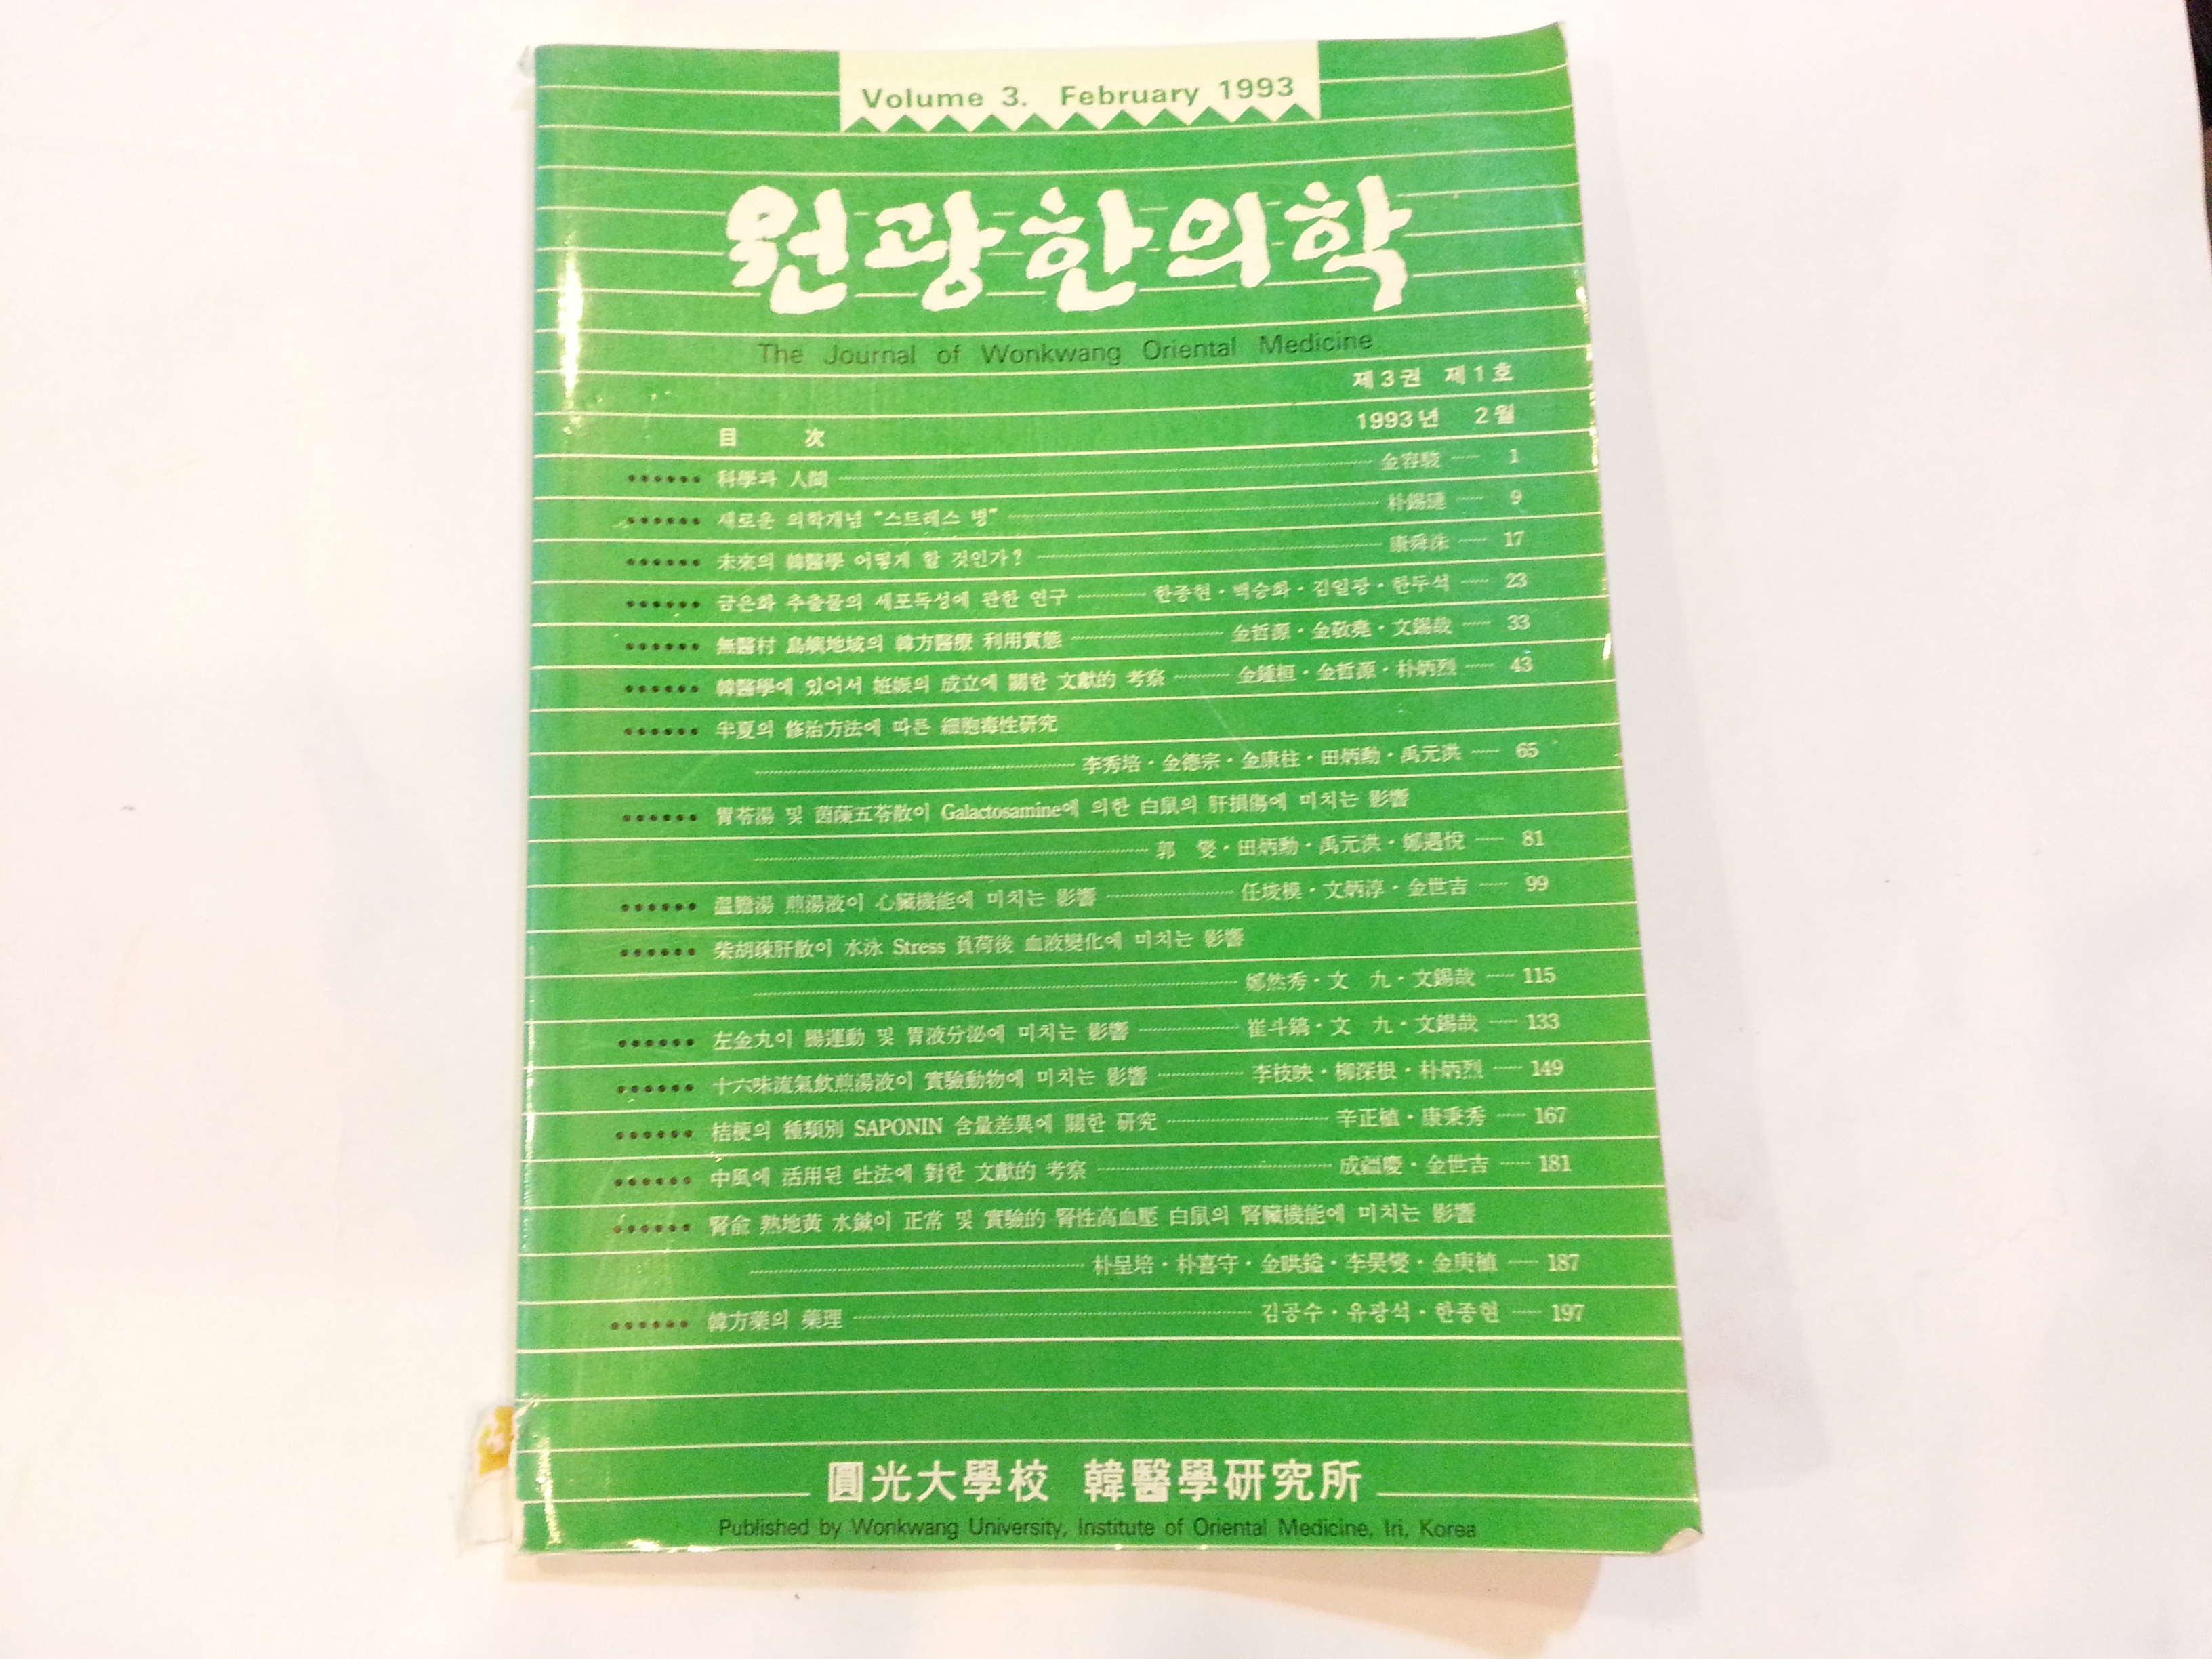 Volume 3. February 1993
원광한의학
The Journal of Wonkwang Oriental Medicine
제3권 제1호
1993년 2월
目 次
科學과 人間 金容駿 1
새로운 의학개념 "스트레스 병" 朴錫璉 9
未來의 韓醫學 어떻게 할 것인가? 康舜洙 17
금은화 추출물의 세포독성에 관한 연구 한종현·백승화·김일광·한두석 23
無醫村 島嶼地域의 韓方醫療 利用實態 金哲源·金敬堯·文錫哉 33
韓醫學에 있어서 姙娠의 成立에 關한 文獻的 考察 金鍾桓·金哲源·朴炳烈 43
半夏의 修治方法에 따른 細胞毒性硏究
李秀培·金德宗·金康柱·田炳勳·禹元洪 65
胃苓湯 및 茵蔯五苓散이 Galactosamine에 의한 白鼠의 肝損傷에 미치는 影響
郭 燮·田炳勳·禹元洪·鄭遇悅 81
溫膽湯 煎湯液이 心臟機能에 미치는 影響 任埈模·文炳淳·金世吉 99
柴胡疎肝散이 水泳 Stress 負荷後 血液變化에 미치는 影響
鄭然秀·文 九·文錫哉 115
左金丸이 腸運動 및 胃液分泌에 미치는 影響 崔斗鎬·文 九·文錫哉 133
十六味流氣飮煎湯液이 實驗動物에 미치는 影響 李枝映·柳深根·朴炳烈 149
桔梗의 種類別 SAPONIN 含量差異에 關한 硏究 辛正植·康秉秀 167
中風에 活用된 吐法에 對한 文獻的 考察 成疆慶·金世吉 181
腎兪 熟地黃 水鍼이 正常 및 實驗的 腎性高血壓 白鼠의 腎臟機能에 미치는 影響
朴呈培·朴喜守·李昊燮·金庚植 187
韓方藥의 藥理 김공수·유광석·한종현 197
圓光大學校 韓醫學研究所
Published by Wonkwang University, Institute of Oriental Medicine, Iri, Korea